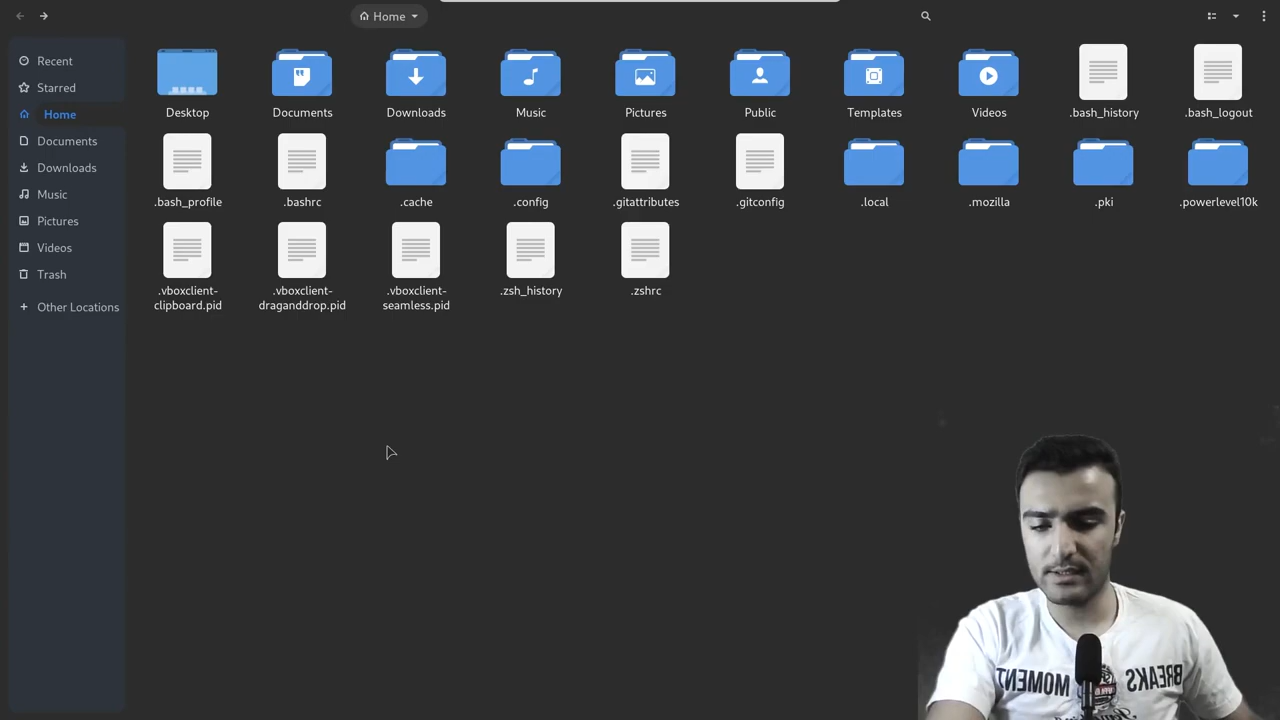 Home
Recent
Starred
Home
Documents
Downloads
Music
Pictures
Videos
Trash
Other Locations
Desktop
Documents
Downloads
Music
Pictures
Public
Templates
Videos
.bash_history
.bash_logout
.bash_profile
.bashrc
.cache
.config
.gitattributes
.gitconfig
.local
.mozilla
.pki
.powerlevel10k
.vboxclient-
clipboard.pid
.vboxclient-
draganddrop.pid
.vboxclient-
seamless.pid
.zsh_history
.zshrc
BREAKS MOMENT